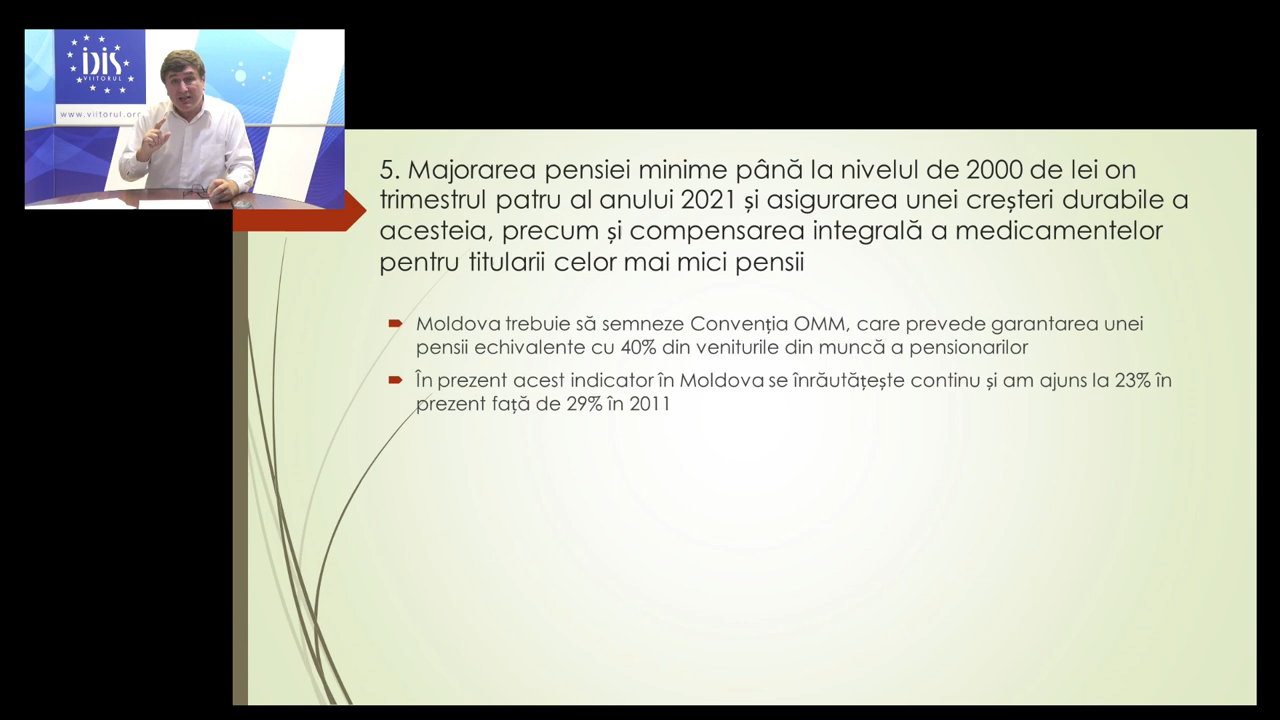 iDiS
VIITORUL
www.viitorul.org
5. Majorarea pensiei minime până la nivelul de 2000 de lei on
trimestrul patru al anului 2021 și asigurarea unei creșteri durabile a
acesteia, precum și compensarea integrală a medicamentelor
pentru titularii celor mai mici pensii
Moldova trebuie să semneze Convenția OMM, care prevede garantarea unei
pensii echivalente cu 40% din veniturile din muncă a pensionarilor
În prezent acest indicator în Moldova se înrăutățește continu și am ajuns la 23% în
prezent față de 29% în 2011